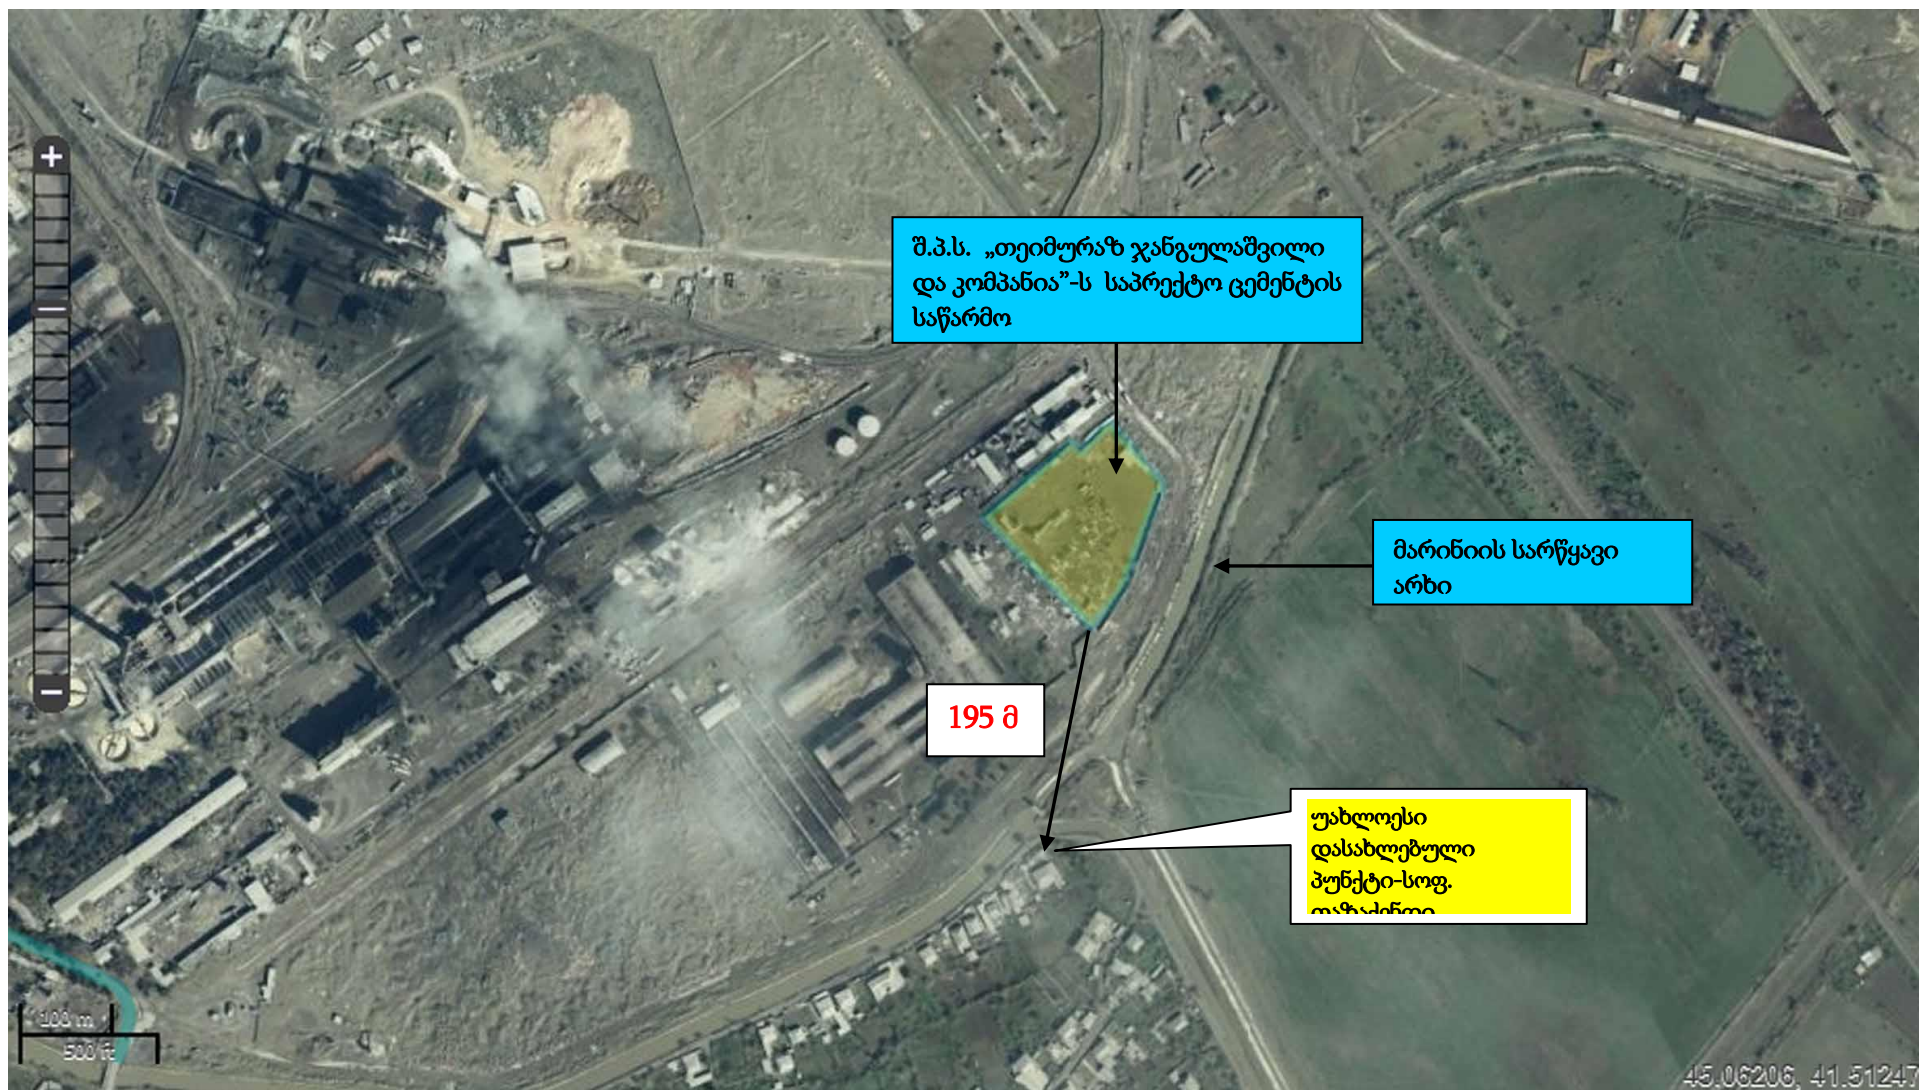 შ.პ.ს. „თეიმურაზ ჯანგულაშვილი
და კომპანია”-ს საპრექტო ცემენტის
საწარმო
მარინიის სარწყავი
არხი
195 მ
უახლოესი
დასახლებული
პუნქტი-სოფ.
თაზაქენდი
100 m
500 ft
45.06206, 41.51247